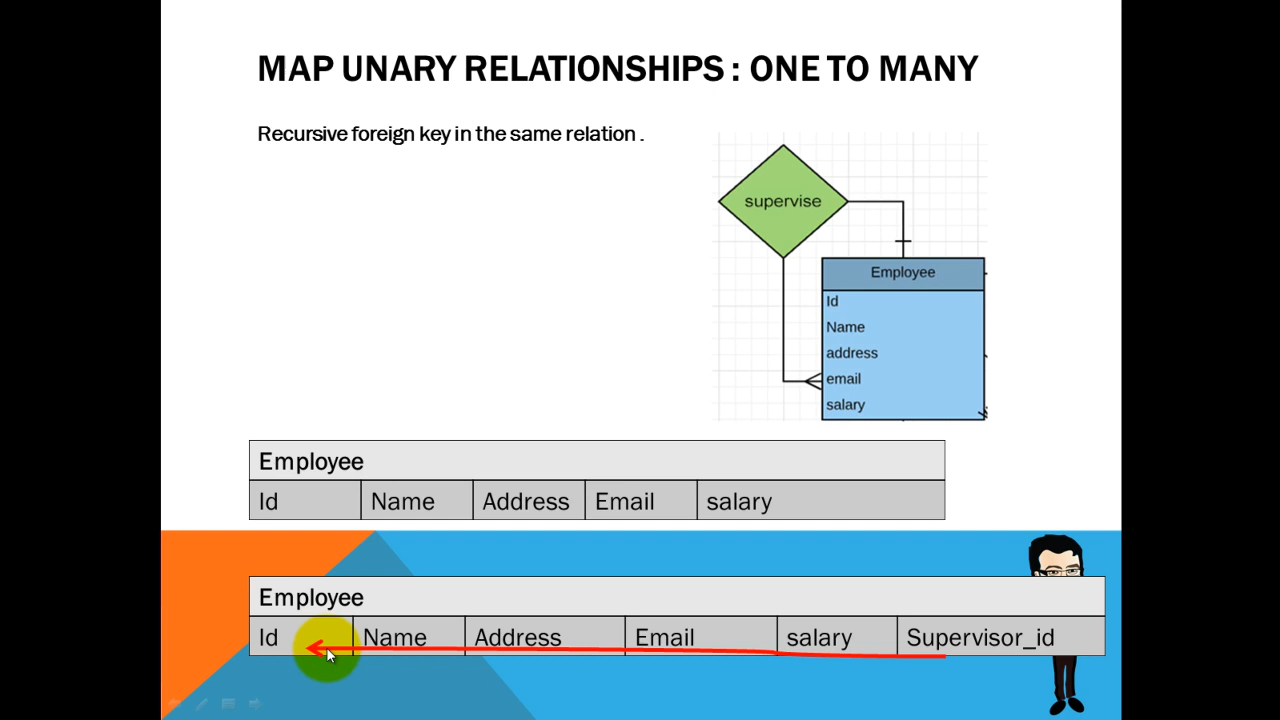 MAP UNARY RELATIONSHIPS : ONE TO MANY
Recursive foreign key in the same relation .
supervise
Employee
Id
Name
address
email
salary
Employee
Id Name Address Email salary
Employee
Id Name Address Email salary Supervisor_id